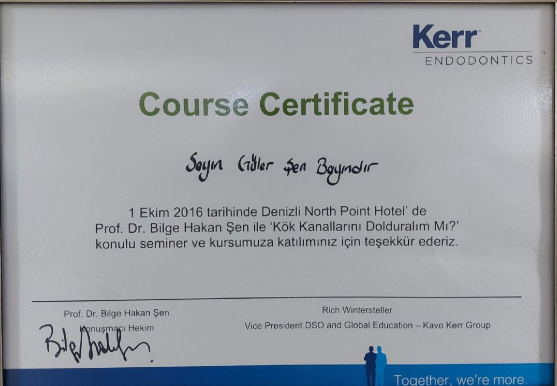 Kerr
ENDODONTICS
Course Certificate
Sayın Güler Şen Bayındır
1 Ekim 2016 tarihinde Denizli North Point Hotel' de
Prof. Dr. Bilge Hakan Şen ile 'Kök Kanallarını Dolduralım Mı?'
konulu seminer ve kursumuza katılımınız için teşekkür ederiz.
Prof. Dr. Bilge Hakan Şen
Konuşmacı Hekim
Rich Wintersteller
Vice President DSO and Global Education – Kavo Kerr Group
Together, we're more.